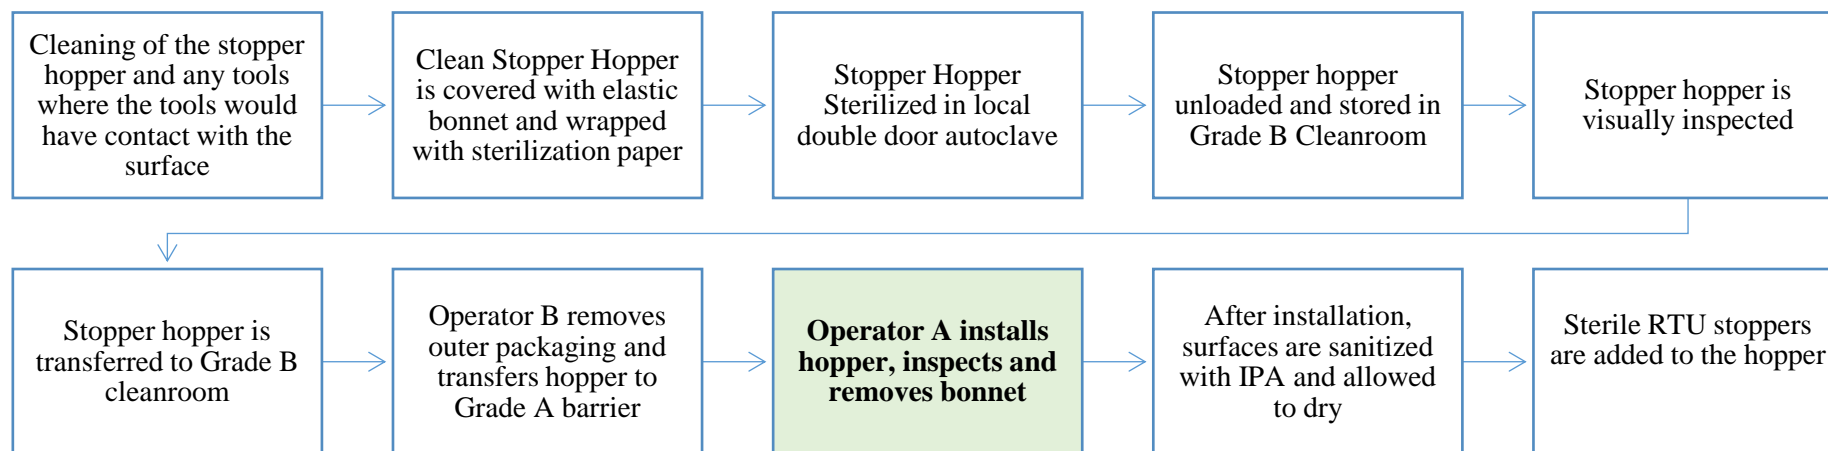 Cleaning of the stopper
hopper and any tools
where the tools would
have contact with the
surface
Clean Stopper Hopper
is covered with elastic
bonnet and wrapped
with sterilization paper
Stopper Hopper
Sterilized in local
double door autoclave
Stopper hopper
unloaded and stored in
Grade B Cleanroom
Stopper hopper is
visually inspected
Stopper hopper is
transferred to Grade B
cleanroom
Operator B removes
outer packaging and
transfers hopper to
Grade A barrier
Operator A installs
hopper, inspects and
removes bonnet
After installation,
surfaces are sanitized
with IPA and allowed
to dry
Sterile RTU stoppers
are added to the hopper